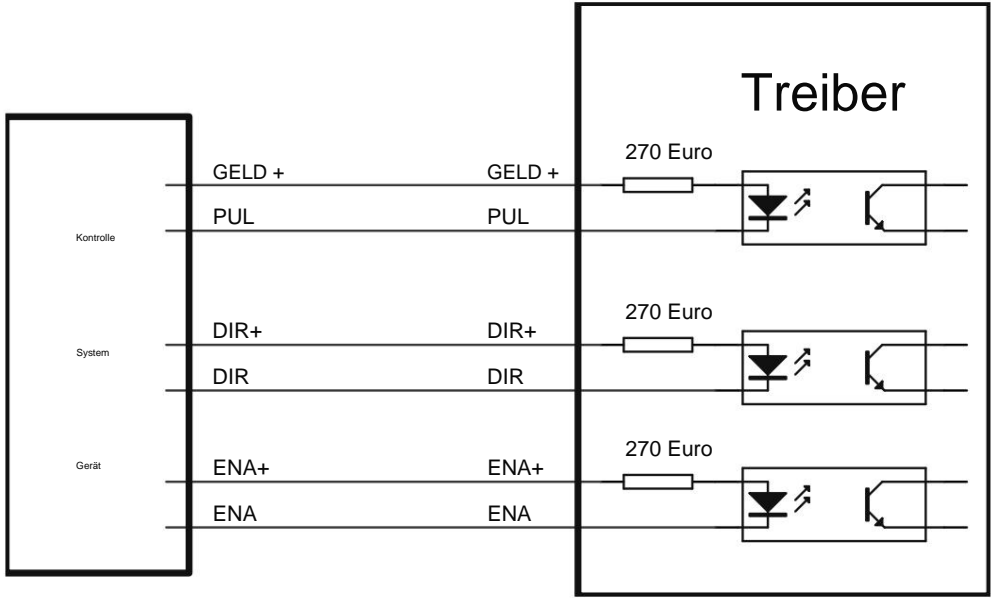 Treiber
270 Euro
GELD + GELD +
PUL PUL
Kontrolle
270 Euro
DIR+ DIR+
System
DIR DIR
270 Euro
Gerät
ENA+ ENA+
ENA ENA